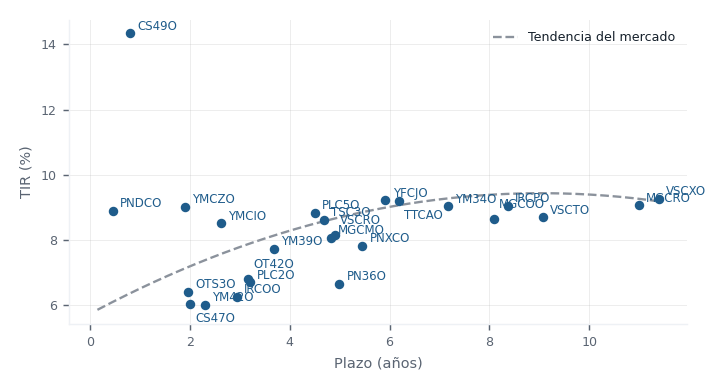 CS49O
Tendencia del mercado
14
12
10
8
6
TIR (%)
PNDCO
YMCZO
YMCIO
PLC5O
TSC3O
VSCRO
MGCMO
YM39O
PNXCO
YFCJO
TTCAO
YM34O
MGCOO
IRCPO
VSCTO
MGCRO
VSCXO
OT42O
PLC2O
IRCOO
OTS3O
YM42O
CS47O
PN36O
0
2
4
6
8
10
Plazo (años)